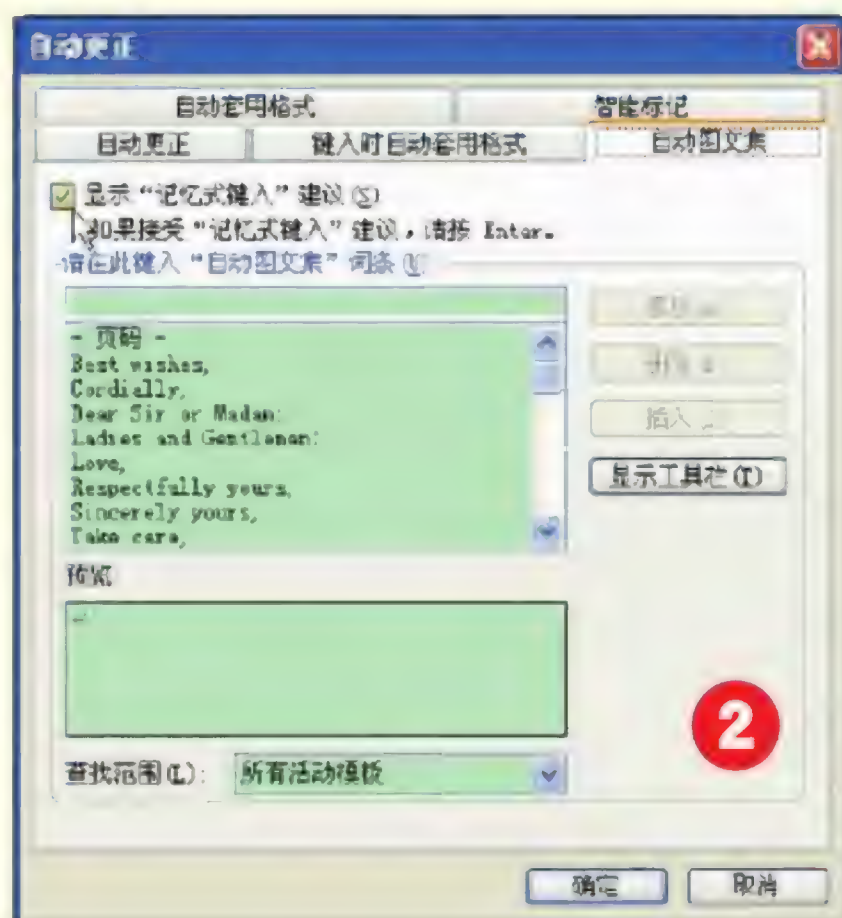 自动更正
自动套用格式 智能标记
自动更正 键入时自动套用格式 自动图文集
显示“记忆式键入”建议(S)
如果接受“记忆式键入”建议，请按 Enter。
请在此键入“自动图文集”词条(U)
- 页码 -
Best wishes,
Cordially,
Dear Sir or Madam:
Ladies and Gentlemen:
Love,
Respectfully yours,
Sincerely yours,
Take care,
插入
显示工具栏(T)
预览
2
查找范围(L): 所有活动模板
确定 取消